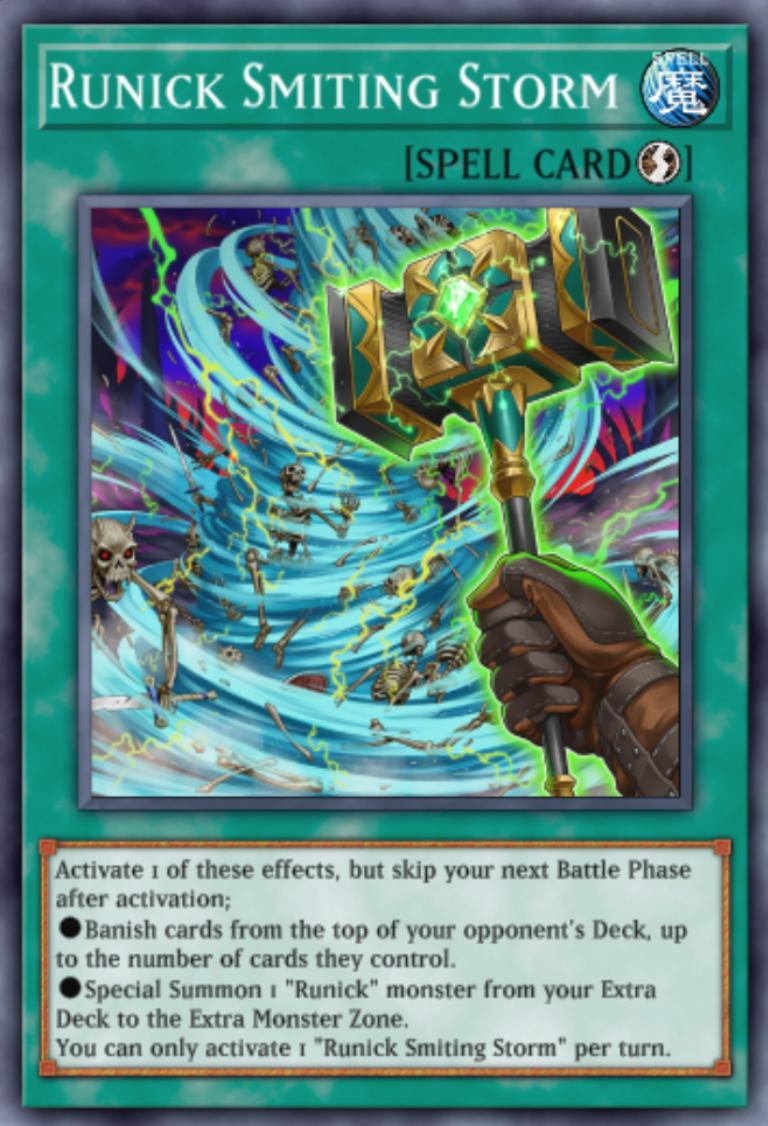 RUNICK SMITING STORM
SPELL
魔
[SPELL CARD]
Activate 1 of these effects, but skip your next Battle Phase
after activation;
●Banish cards from the top of your opponent's Deck, up
to the number of cards they control.
●Special Summon 1 "Runick" monster from your Extra
Deck to the Extra Monster Zone.
You can only activate 1 "Runick Smiting Storm" per turn.